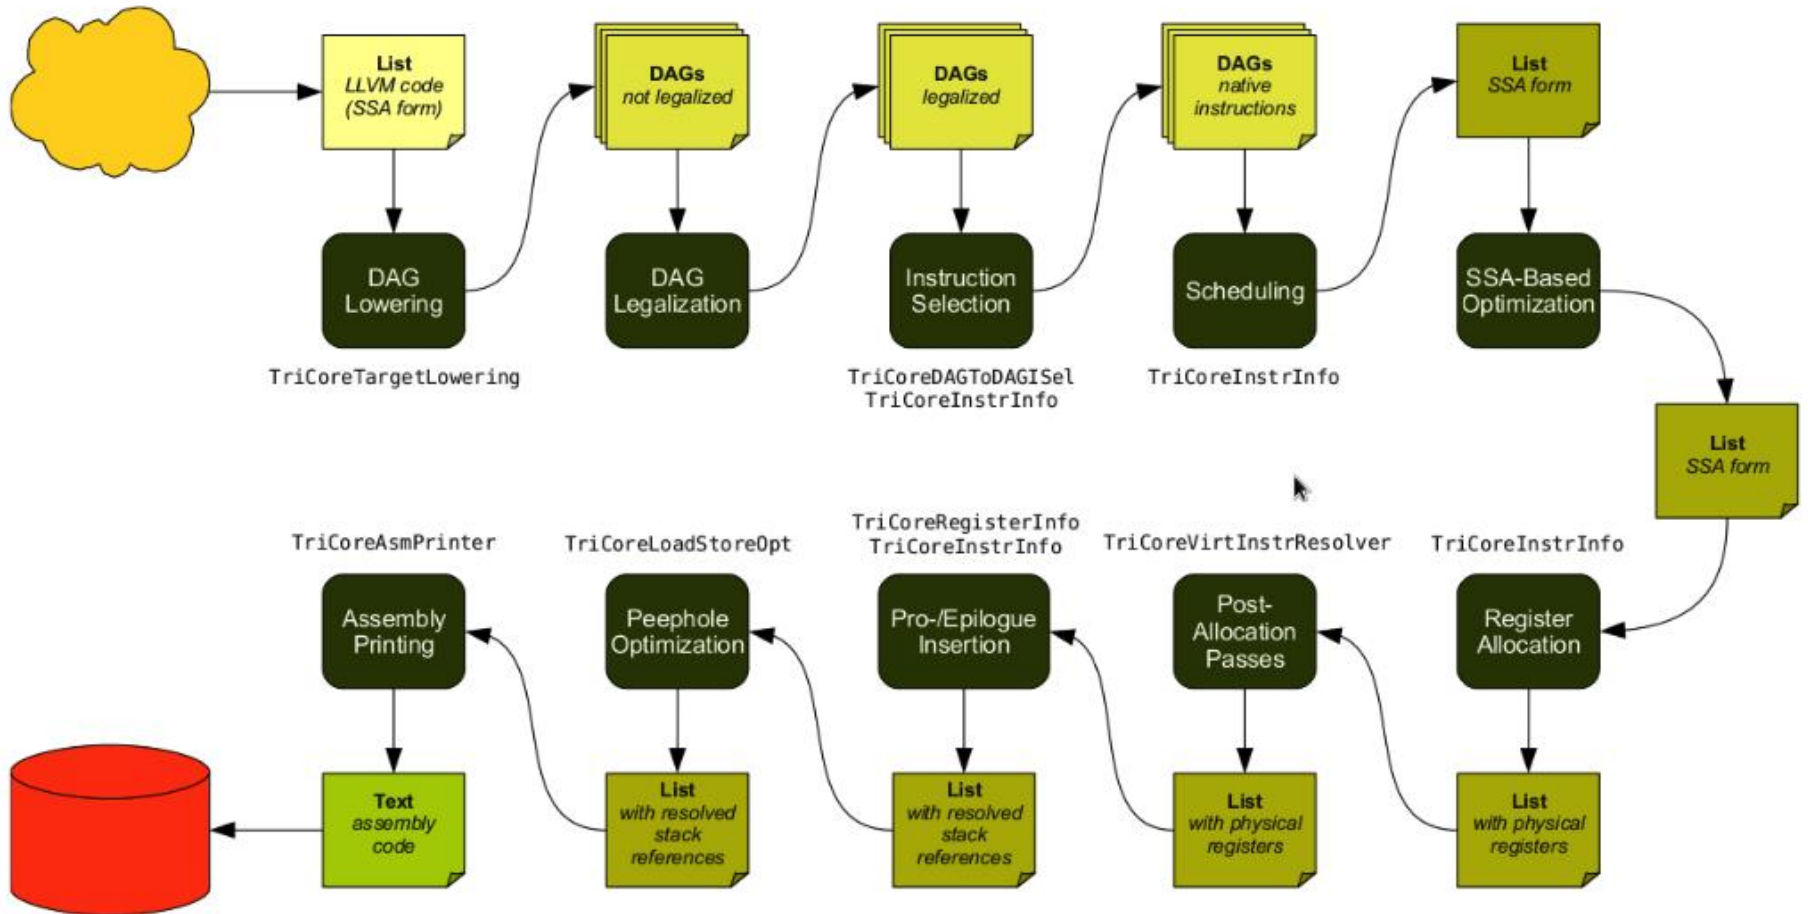 List
LLVM code
(SSA form)
DAGs
not legalized
DAGs
legalized
DAGs
native
instructions
List
SSA form
DAG
Lowering
DAG
Legalization
Instruction
Selection
Scheduling
SSA-Based
Optimization
TriCoreTargetLowering
TriCoreDAGToDAGISel
TriCoreInstrInfo
TriCoreInstrInfo
List
SSA form
TriCoreAsmPrinter
TriCoreLoadStoreOpt
TriCoreRegisterInfo
TriCoreInstrInfo
TriCoreVirtInstrResolver
TriCoreInstrInfo
Assembly
Printing
Peephole
Optimization
Pro-/Epilogue
Insertion
Post-
Allocation
Passes
Register
Allocation
Text
assembly
code
List
with resolved
stack
references
List
with resolved
stack
references
List
with physical
registers
List
with physical
registers